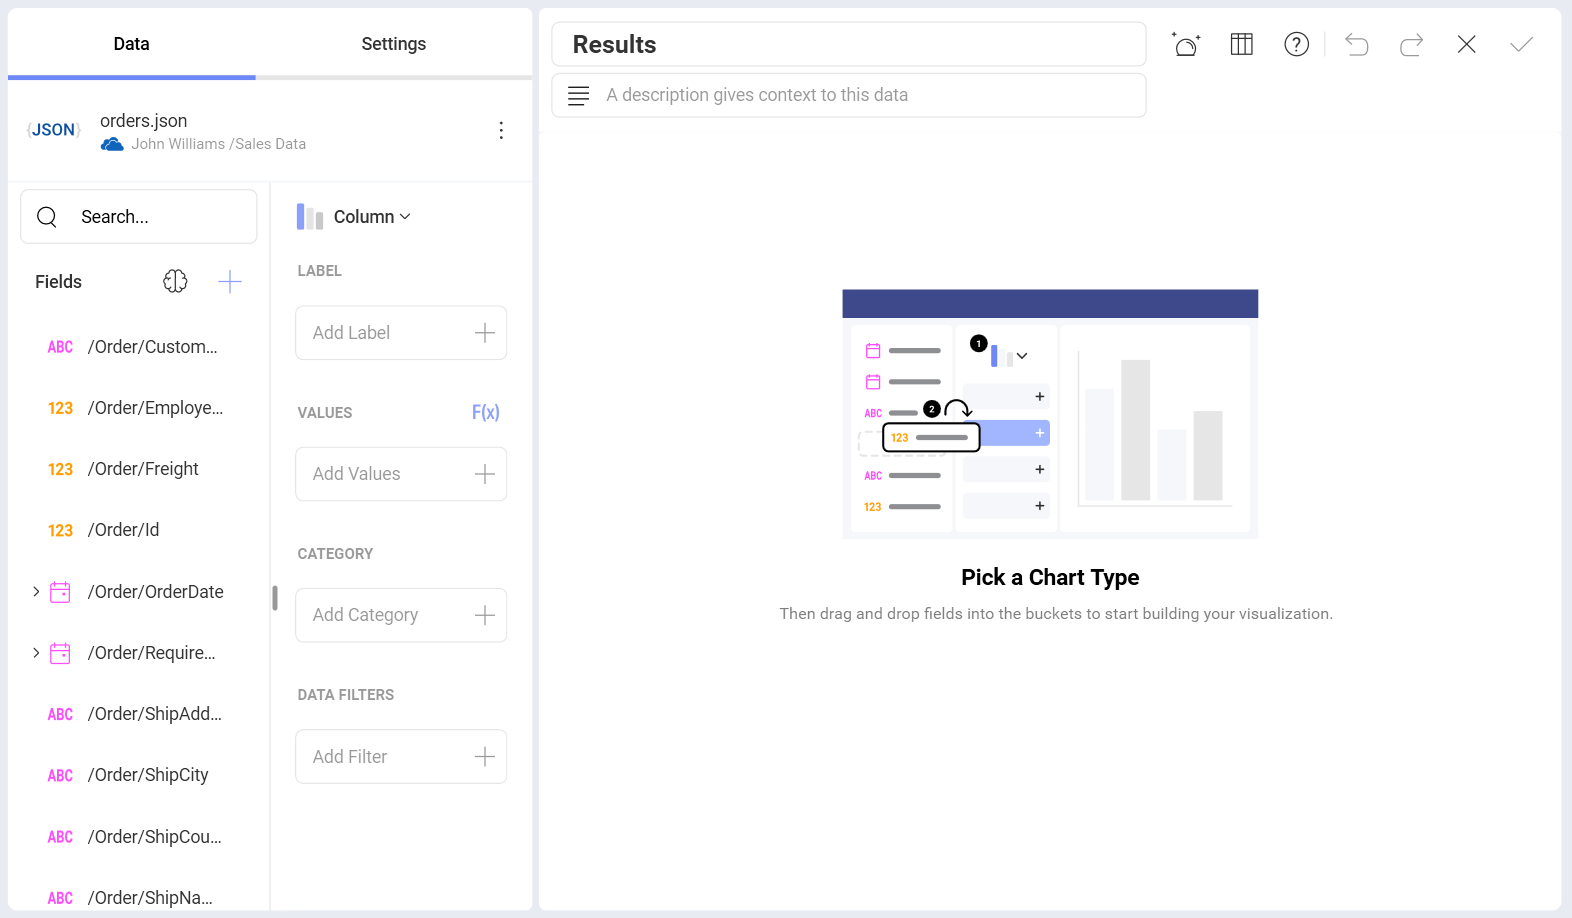 Data
Settings
{JSON}
orders.json
John Williams /Sales Data
Search...
Fields
ABC /Order/Custom...
123 /Order/Employe...
123 /Order/Freight
123 /Order/Id
/Order/OrderDate
/Order/Require...
ABC /Order/ShipAdd...
ABC /Order/ShipCity
ABC /Order/ShipCou...
ABC /Order/ShipNa...
Column
LABEL
Add Label
VALUES F(x)
Add Values
CATEGORY
Add Category
DATA FILTERS
Add Filter
Results
?
A description gives context to this data
1
ABC
2
123
ABC
123
Pick a Chart Type
Then drag and drop fields into the buckets to start building your visualization.